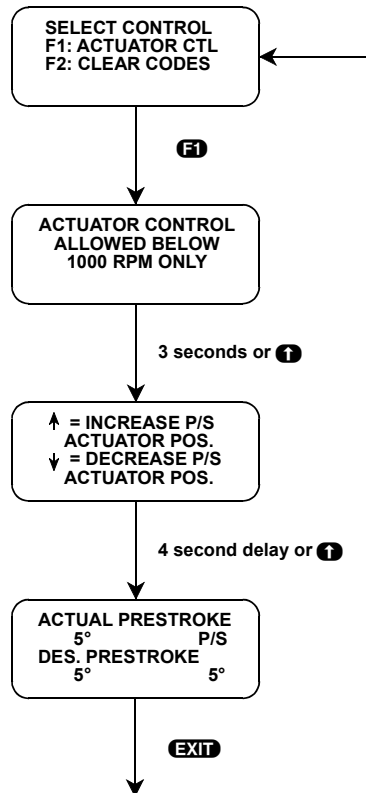 SELECT CONTROL
F1: ACTUATOR CTL
F2: CLEAR CODES
F1
ACTUATOR CONTROL
ALLOWED BELOW
1000 RPM ONLY
3 seconds or ↑
↑ = INCREASE P/S
ACTUATOR POS.
↓ = DECREASE P/S
ACTUATOR POS.
4 second delay or ↑
ACTUAL PRESTROKE
5° P/S
DES. PRESTROKE
5° 5°
EXIT